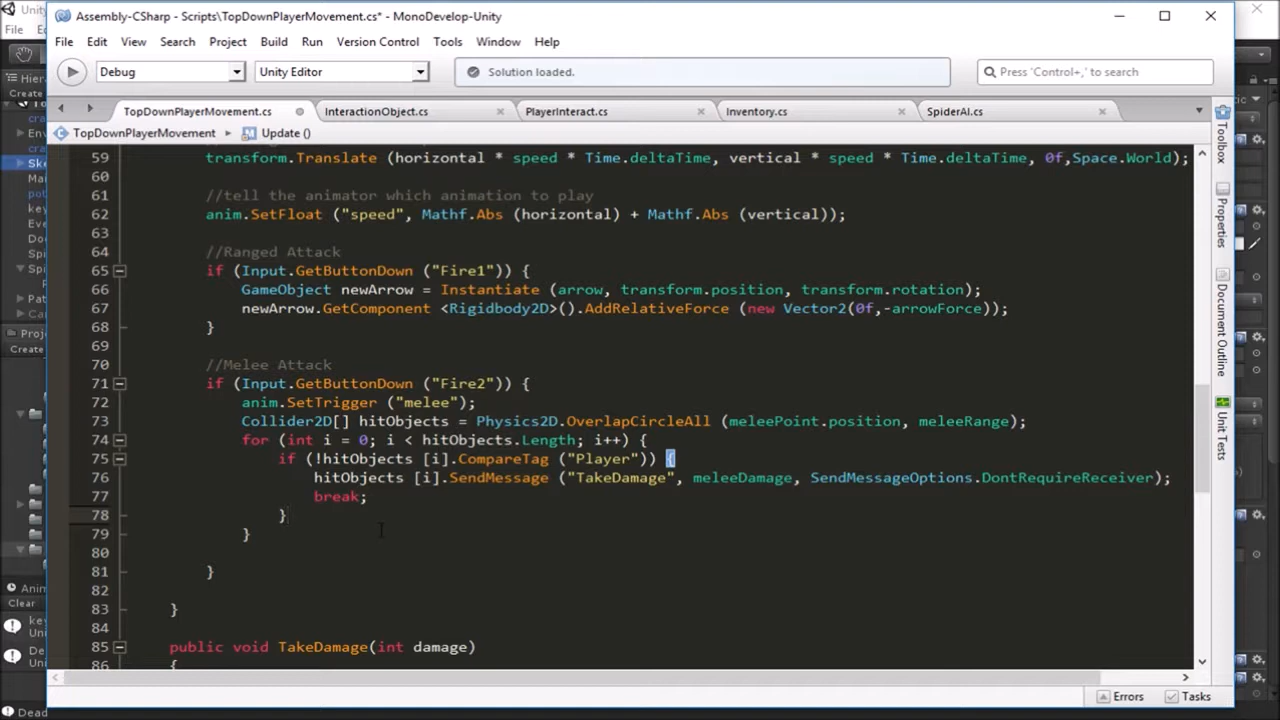 Unity
Assembly-CSharp - Scripts\TopDownPlayerMovement.cs* - MonoDevelop-Unity
File
File Edit View Search Project Build Run Version Control Tools Window Help
Debug Unity Editor Solution loaded. Press 'Control+,' to search
Hierar
Create
TopDownPlayerMovement.cs InteractionObject.cs PlayerInteract.cs Inventory.cs SpiderAI.cs
TopDownPlayerMovement Update ()
59 transform.Translate (horizontal * speed * Time.deltaTime, vertical * speed * Time.deltaTime, 0f,Space.World);
60
61 //tell the animator which animation to play
62 anim.SetFloat ("speed", Mathf.Abs (horizontal) + Mathf.Abs (vertical));
63
64 //Ranged Attack
65 if (Input.GetButtonDown ("Fire1")) {
66 GameObject newArrow = Instantiate (arrow, transform.position, transform.rotation);
67 newArrow.GetComponent <Rigidbody2D>().AddRelativeForce (new Vector2(0f,-arrowForce));
68 }
69
70 //Melee Attack
71 if (Input.GetButtonDown ("Fire2")) {
72 anim.SetTrigger ("melee");
73 Collider2D[] hitObjects = Physics2D.OverlapCircleAll (meleePoint.position, meleeRange);
74 for (int i = 0; i < hitObjects.Length; i++) {
75 if (!hitObjects [i].CompareTag ("Player")) {
76 hitObjects [i].SendMessage ("TakeDamage", meleeDamage, SendMessageOptions.DontRequireReceiver);
77 break;
78 }
79 }
80
81 }
82
83 }
84
85 public void TakeDamage(int damage)
86 {
Toolbox
Properties
Document Outline
Unit Tests
Create
Clear
Errors Tasks
Dead